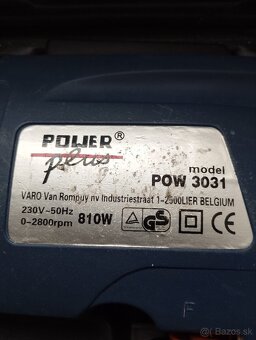 POWER ®
plus
model
POW 3031
VARO Van Rompuy nv Industriestraat 1-2500LIER BELGIUM
230V~50Hz
810W
0-2800rpm
GS
CE
F
bazos.sk